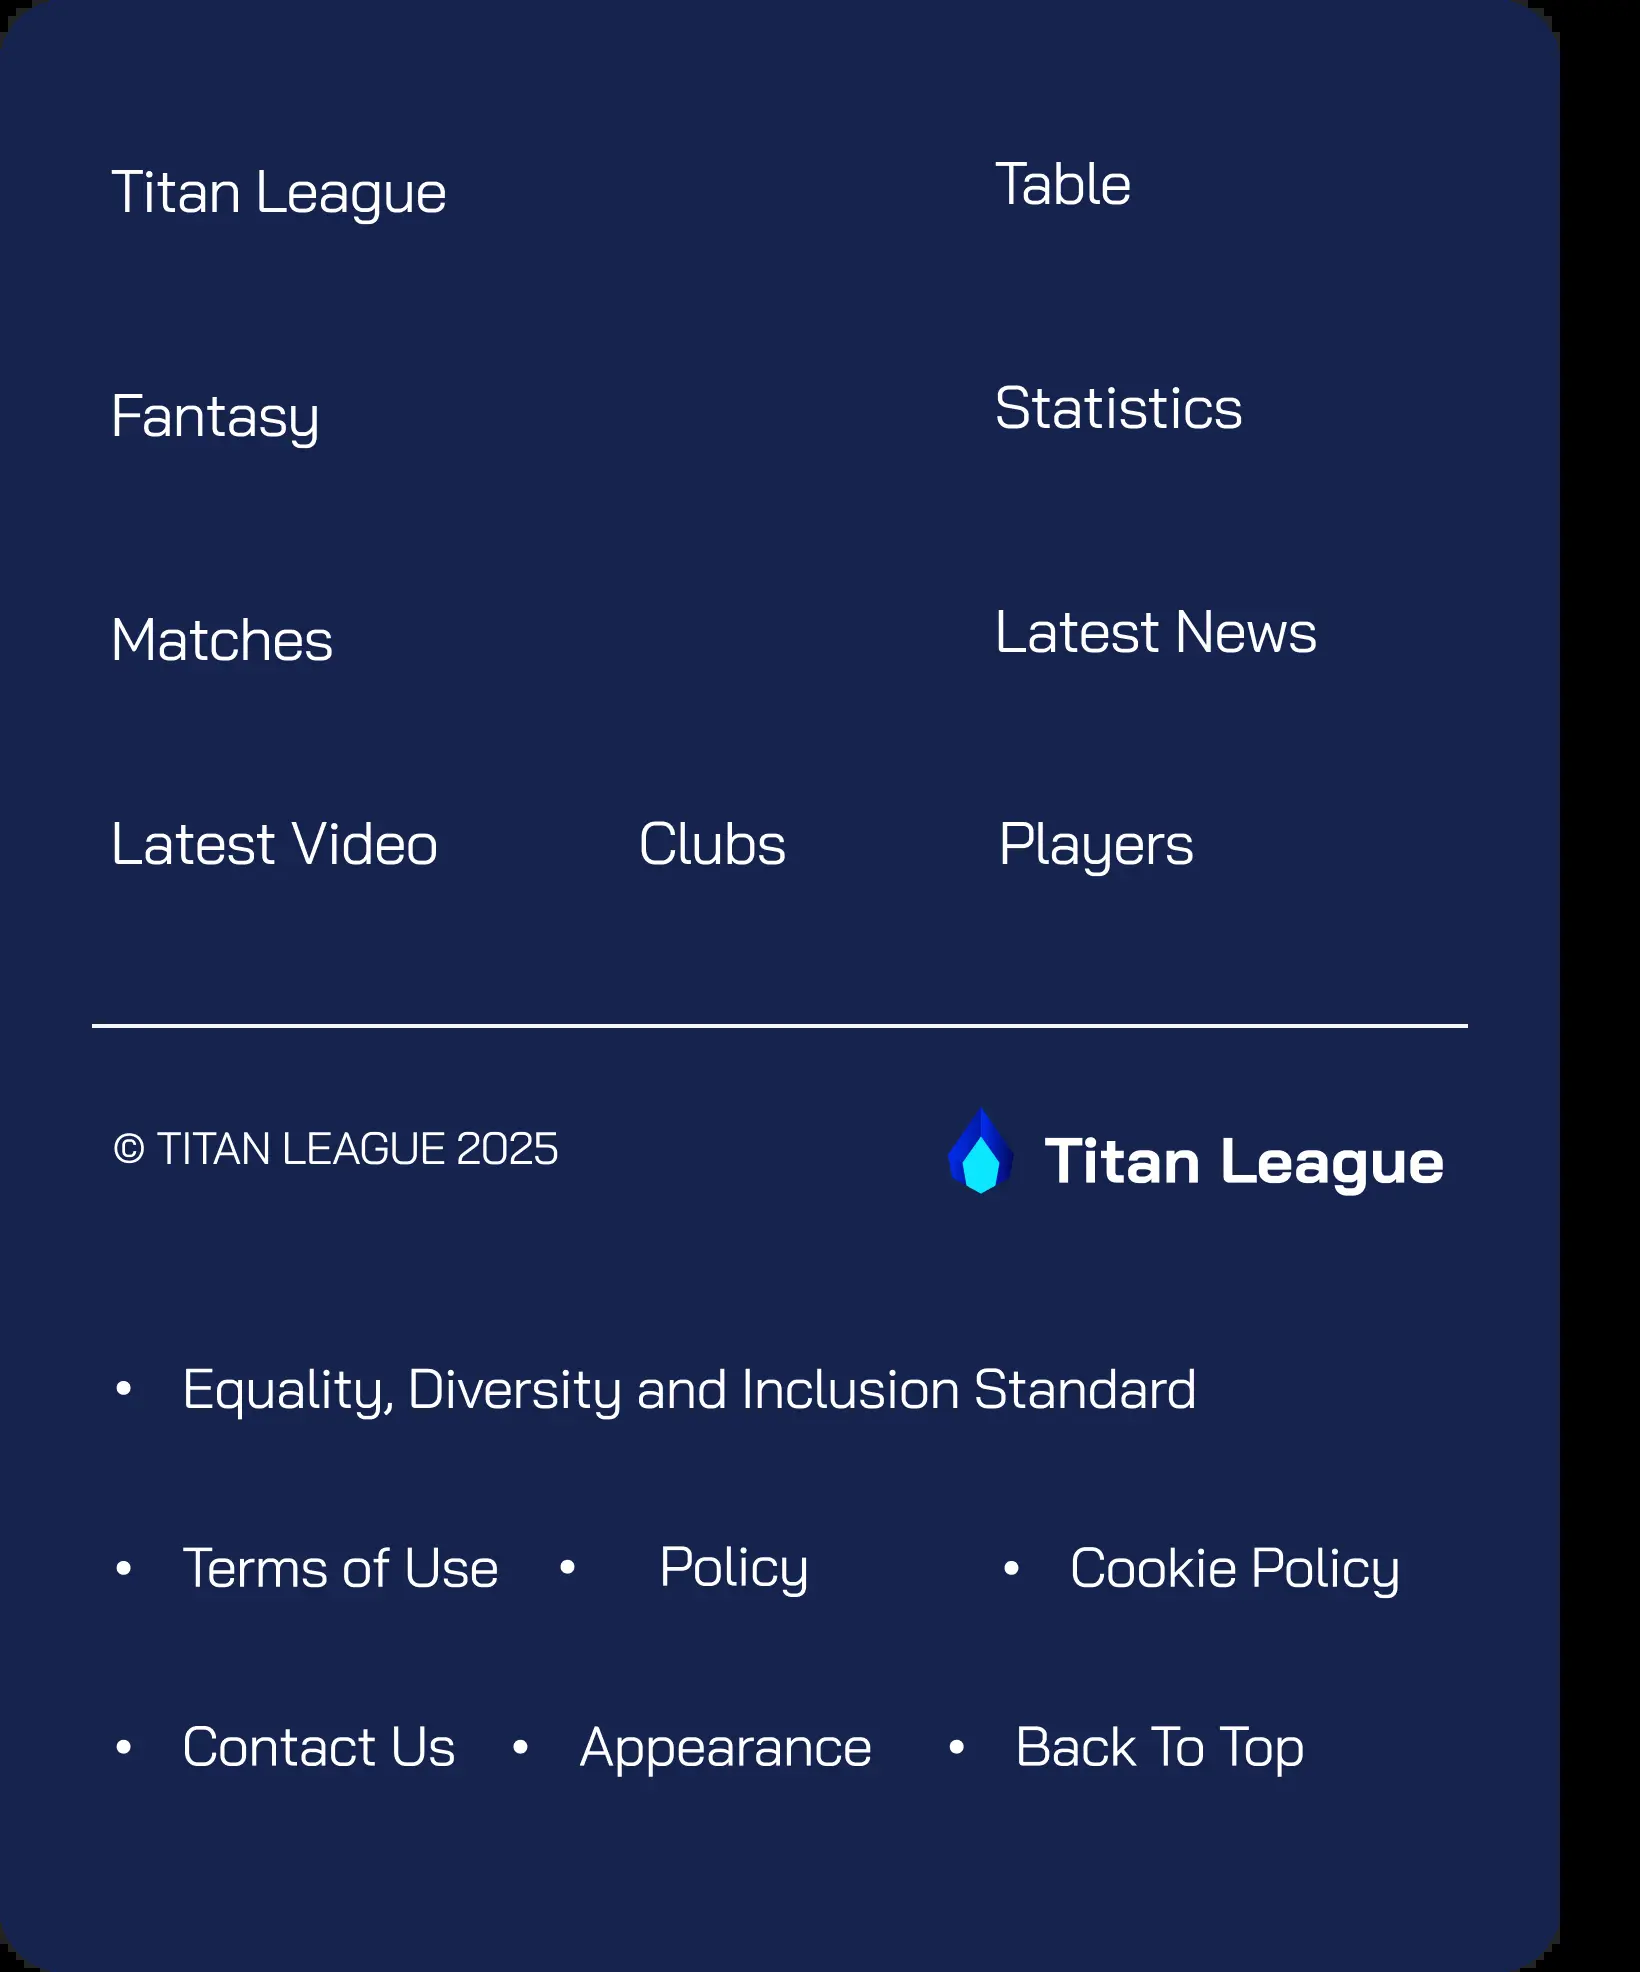 Titan League
Table
Fantasy
Statistics
Matches
Latest News
Latest Video
Clubs
Players
© TITAN LEAGUE 2025
Titan League
• Equality, Diversity and Inclusion Standard
• Terms of Use • Policy • Cookie Policy
• Contact Us • Appearance • Back To Top